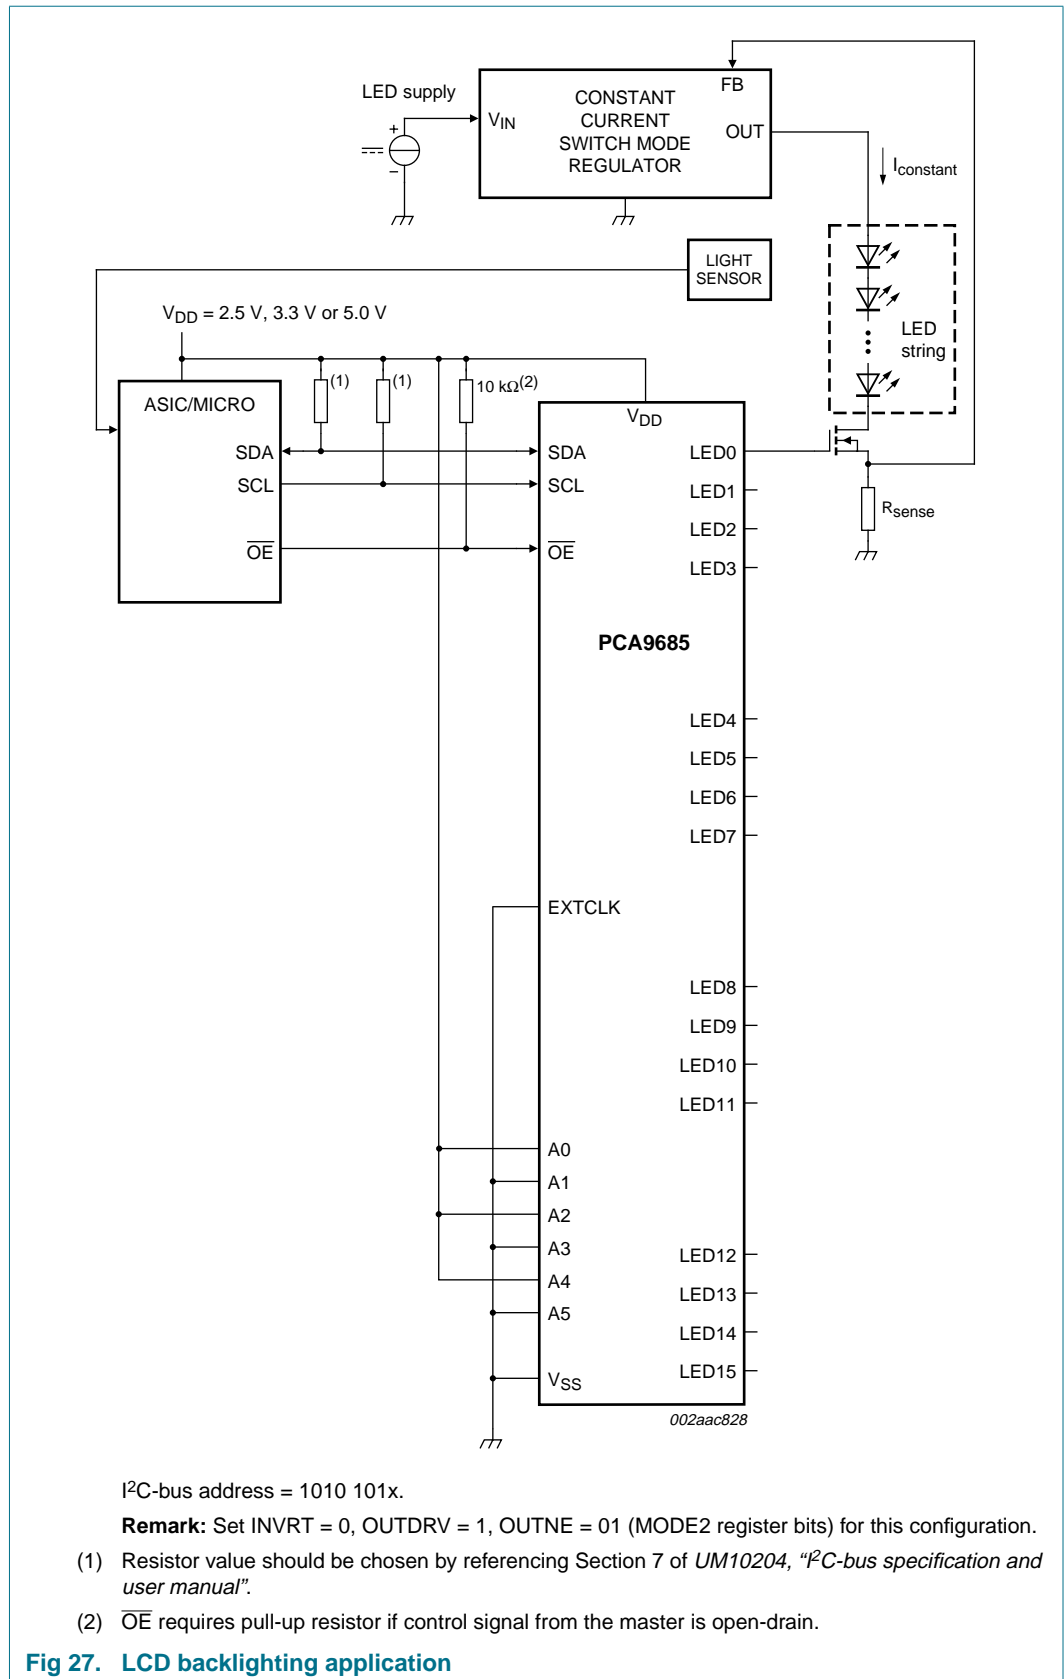 LED supply
+
−
VIN
CONSTANT
CURRENT
SWITCH MODE
REGULATOR
FB
OUT
Iconstant
LIGHT
SENSOR
LED
string
VDD = 2.5 V, 3.3 V or 5.0 V
(1)
(1)
10 kΩ(2)
ASIC/MICRO
SDA
SCL
OE
VDD
SDA
SCL
OE
LED0
LED1
LED2
LED3
Rsense
PCA9685
LED4
LED5
LED6
LED7
EXTCLK
LED8
LED9
LED10
LED11
A0
A1
A2
A3
A4
A5
VSS
LED12
LED13
LED14
LED15
002aac828
I2C-bus address = 1010 101x.
Remark: Set INVRT = 0, OUTDRV = 1, OUTNE = 01 (MODE2 register bits) for this configuration.
(1) Resistor value should be chosen by referencing Section 7 of UM10204, “I2C-bus specification and
user manual”.
(2) OE requires pull-up resistor if control signal from the master is open-drain.
Fig 27. LCD backlighting application